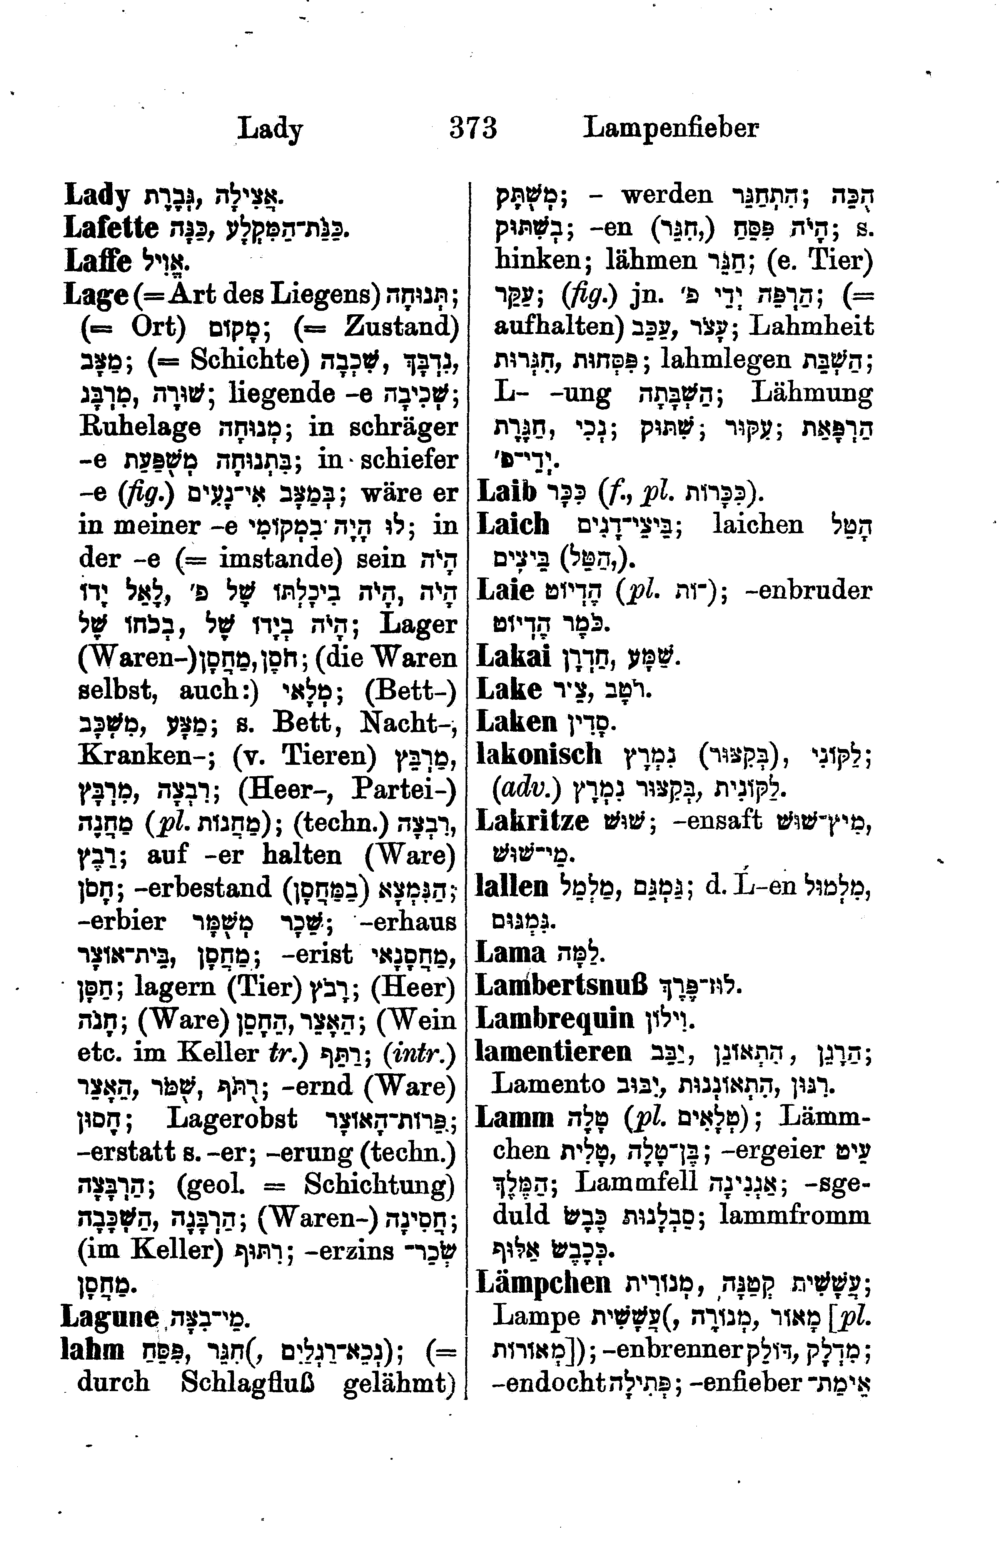 Lady 373 Lampenfieber
Lady אֲצִילָה, גְּבֶרֶת.
Lafette כַּנָּה, כַּנַּת־הַמִּקְלָע.
Laffe אֱוִיל.
Lage (= Art des Liegens) תְּנוּחָה;
(= Ort) מָקוֹם; (= Zustand)
מַצָּב; (= Schichte) שִׁכְבָה, נִדְבָּךְ,
מִרְבָּג, שׁוּרָה; liegende -e שְׁכִיבָה;
Ruhelage מְנוּחָה; in schräger
-e בִּתְנוּחָה מְשֻׁפַּעַת; in schiefer
-e (fig.) בְּמַצָּב אִי־נָעִים; wäre er
in meiner -e לוּ הָיָה בִמְקוֹמִי; in
der -e (= imstande) sein הָיֹה
לְאֵל יָדוֹ, הָיֹה בִיכָלְתּוֹ שֶׁל פ', הָיָה
הָיֹה בְיָדוֹ שֶׁל, בְּכֹחוֹ שֶׁל; Lager
(Waren-) מַחֲסָן, חֹסֶן; (die Waren
selbst, auch:) מְלַאי; (Bett-)
מַצָּע, מִשְׁכָּב; s. Bett, Nacht-,
Kranken-; (v. Tieren) מַרְבֵּץ,
רִבְצָה, מִרְבָּץ; (Heer-, Partei-)
מַחֲנֶה (pl. מַחֲנוֹת); (techn.) רִבְצָה,
רֶבֶץ; auf -er halten (Ware)
חָסֹן; -erbestand הַנִּמְצָא (בַּמַּחְסָן);
-erbier שֵׁכָר מְשֻׁמָּר; -erhaus
בֵּית־אוֹצָר, מַחְסָן; -erist מַחְסָנַאי,
חַסָּן; lagern (Tier) רָבֹץ; (Heer)
חָנֹה; (Ware) הַאֲצֵר, הַחְסֵן; (Wein
etc. im Keller tr.) רַתֵּף; (intr.)
רָתֹף, שָׁמֹר, הֵאָצֵר; -ernd (Ware)
חָסוּן; Lagerobst פֵּרוֹת־הָאוֹצָר;
-erstatt s. -er; -erung (techn.)
הַרְבָּצָה; (geol. = Schichtung)
הַרְבָּגָה, הַשְׁכָּבָה; (Waren-) חֲסִינָה;
(im Keller) רִתּוּף; -erzins שְׂכַר־
מַחְסָן.
Lagune מֵי־בִצָּה.
lahm פִּסֵּחַ, (חִגֵּר, נְכֵא־רַגְלַיִם); (=
durch Schlagfluß gelähmt)
מְשֻׁתָּק; - werden הִתְחַגֵּר; הֻכֵּה
בְשִׁתּוּק; -en (חַגֵּר,) הָיֹה פִסֵּחַ; s.
hinken; lähmen חַגֵּר; (e. Tier)
עַקֵּר; (fig.) jn. הַרְפֵּה יְדֵי פ'; (=
aufhalten) עָצֹר, עַכֵּב; Lahmheit
פִּסְחוּת, חִגְּרוּת; lahmlegen הַשְׁבֵּת;
L- -ung הַשְׁבָּתָה; Lähmung
חַגֶּרֶת, נְכִי; שִׁתּוּק; עִקּוּר; הַרְפָּאַת
יְדֵי־פ'.
Laib כִּכָּר (f., pl. כִּכָּרוֹת).
Laich בֵּיצֵי־דָגִים; laichen הָטֵל
בֵּיצִים (הַטֵּל,).
Laie הֶדְיוֹט (pl. ־וֹת); -enbruder
כֹּמֶר הֶדְיוֹט.
Lakai שַׁמָּע, חַדְרָן.
Lake צִיר, רֹטֶב.
Laken סָדִין.
lakonisch לַקּוֹנִי, (בְּקִצּוּר) נִמְרָץ;
(adv.) לַקּוֹנִית, בְּקִצּוּר נִמְרָץ.
Lakritze שׁוּשׁ; -ensaft מִיץ־שׁוּשׁ,
מֵי־שׁוּשׁ.
lallen מַלְמֵל, גַּמְגֵּם; d. L-en מִלְמוּל,
גִּמְגּוּם.
Lama לָמָה.
Lambertsnuß לוּז־פָּרֵךְ.
Lambrequin וִילוֹן.
lamentieren יַבֵּב, הִתְאוֹנֵן, הַרְנֵן;
Lamento יִבּוּב, הִתְאוֹנְנוּת, רִגּוּן.
Lamm טָלֶה (pl. טְלָאִים); Lämm-
chen בֶּן־טָלֶה, טָלִית; -ergeier עַיִט
הַמֶּלֶךְ; Lammfell אֲגְנִינָה; -sge-
duld סַבְלָנוּת כֶּבֶשׂ; lammfromm
כְּכֶבֶשׂ אַלּוּף.
Lämpchen עֲשָׁשִׁית קְטַנָּה, מְנוֹרִית;
Lampe מָאוֹר, מְנוֹרָה, (עֲשָׁשִׁית) [pl.
מְאוֹרוֹת]); -enbrenner מַדְלֵק, דּוֹלֵק;
-endocht פְּתִילָה; -enfieber אֵימַת־